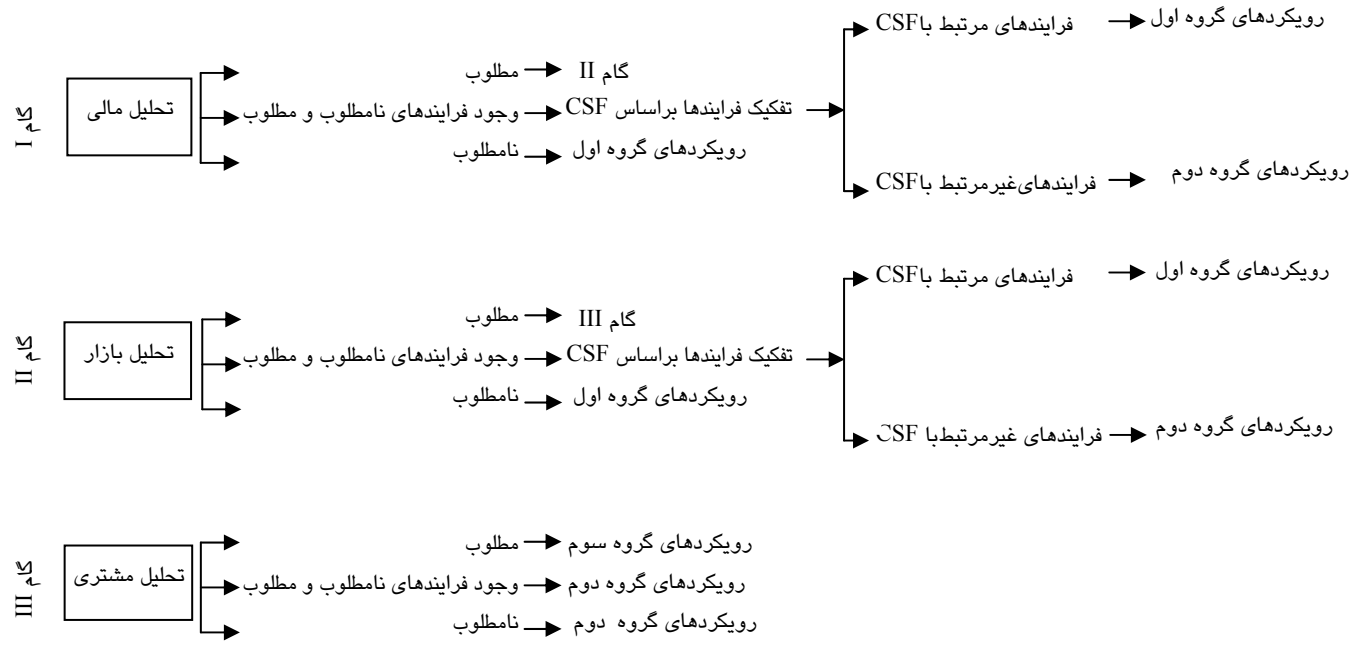 گام I
تحلیل مالی
مطلوب
گام II
وجود فرایندهای نامطلوب و مطلوب
تفکیک فرایندها براساس CSF
نامطلوب
رویکردهای گروه اول
فرایندهای مرتبط باCSF
رویکردهای گروه اول
فرایندهای‌غیرمرتبط باCSF
رویکردهای گروه دوم
گام II
تحلیل بازار
مطلوب
گام III
وجود فرایندهای نامطلوب و مطلوب
تفکیک فرایندها براساس CSF
نامطلوب
رویکردهای گروه اول
فرایندهای مرتبط باCSF
رویکردهای گروه اول
فرایندهای غیرمرتبط‌با CSF
رویکردهای گروه دوم
گام III
تحلیل مشتری
مطلوب
رویکردهای گروه سوم
وجود فرایندهای نامطلوب و مطلوب
رویکردهای گروه دوم
نامطلوب
رویکردهای گروه دوم